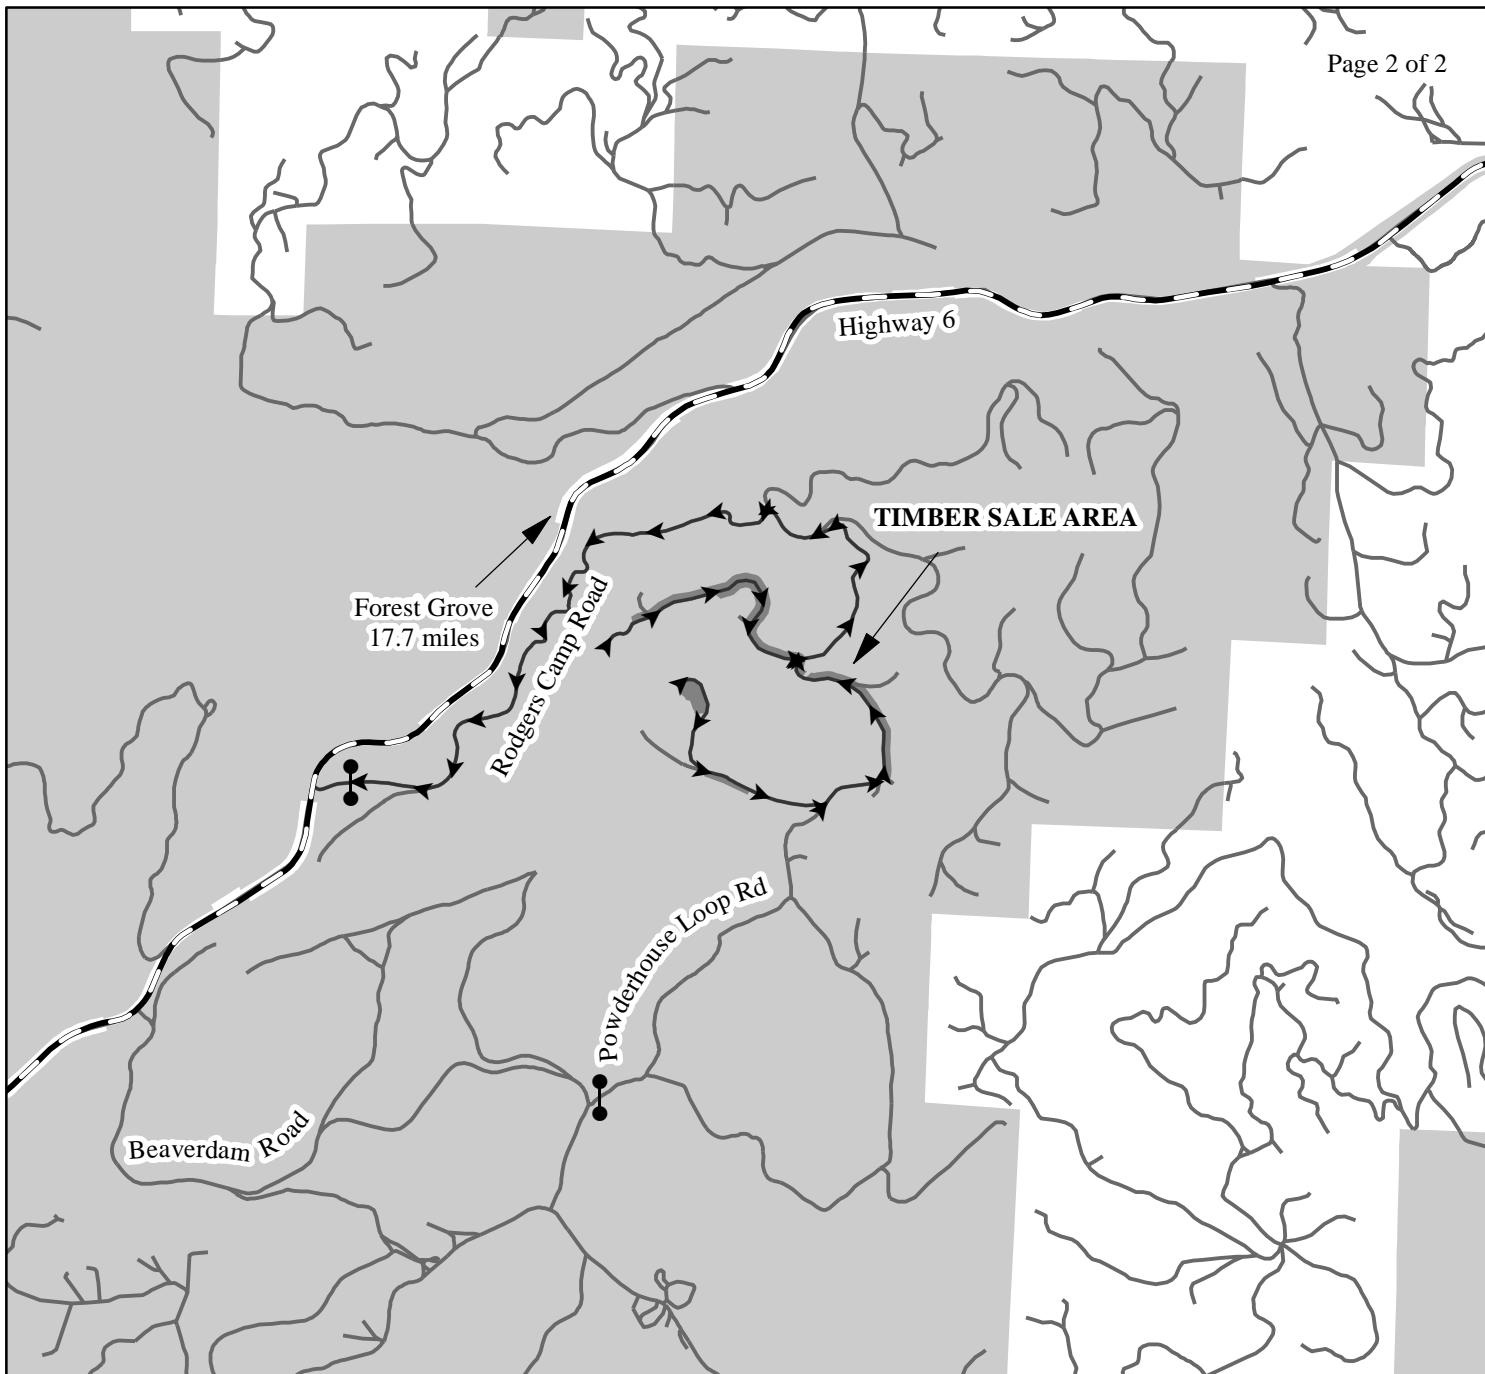 Page 2 of 2
Highway 6
TIMBER SALE AREA
Forest Grove
17.7 miles
Rodgers Camp Road
Powderhouse Loop Rd
Beaverdam Road